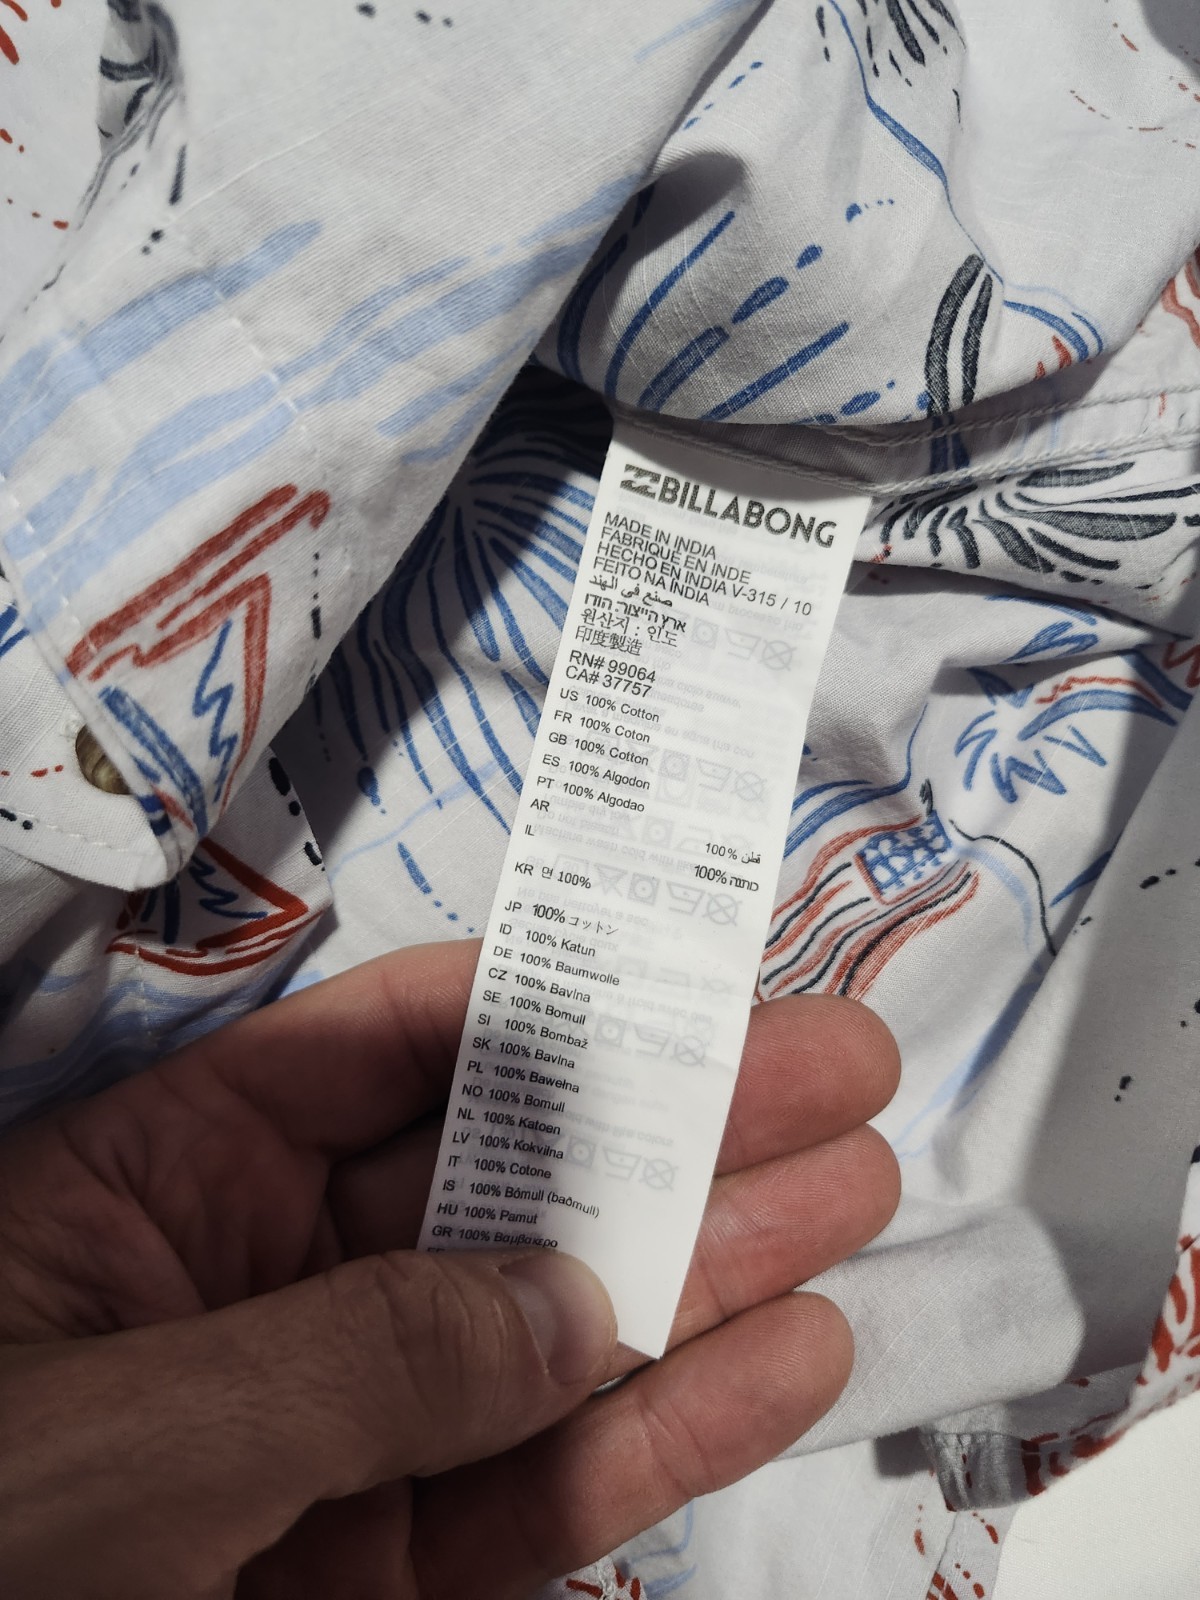 BILLABONG
MADE IN INDIA
FABRIQUÉ EN INDE
HECHO EN INDIA V-315 / 10
FEITO NA INDIA
صنع في الهند
ארץ הייצור: הודו
원산지 : 인도
印度製造
RN# 99064
CA# 37757
US 100% Cotton
FR 100% Coton
GB 100% Cotton
ES 100% Algodon
PT 100% Algodao
AR 100% قطن
IL 100% כותנה
KR 면 100%
JP 100% コットン
ID 100% Katun
DE 100% Baumwolle
CZ 100% Bavlna
SE 100% Bomull
SI 100% Bombaž
SK 100% Bavlna
PL 100% Bawełna
NO 100% Bomull
NL 100% Katoen
LV 100% Kokvilna
IT 100% Cotone
IS 100% Bómull (baðmull)
HU 100% Pamut
GR 100% Βαμβακερο